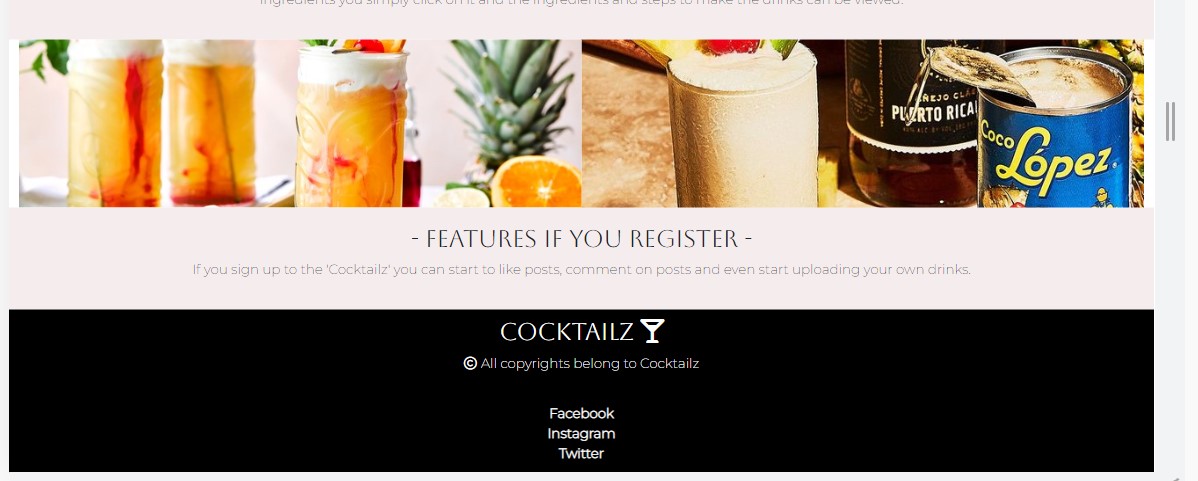 ingredients you simply click on it and the ingredients and steps to make the drinks can be viewed.
AÑEJO CLÁS
PUERTO RICA
Coco
López
- FEATURES IF YOU REGISTER -
If you sign up to the 'Cocktailz' you can start to like posts, comment on posts and even start uploading your own drinks.
COCKTAILZ
© All copyrights belong to Cocktailz
Facebook
Instagram
Twitter